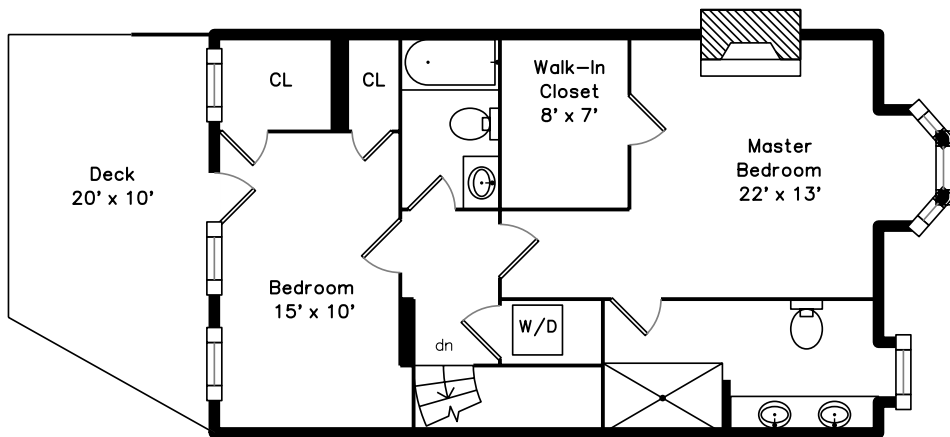 CL
CL
Walk-In
Closet
8' x 7'
Master
Bedroom
22' x 13'
Deck
20' x 10'
Bedroom
15' x 10'
W/D
dn